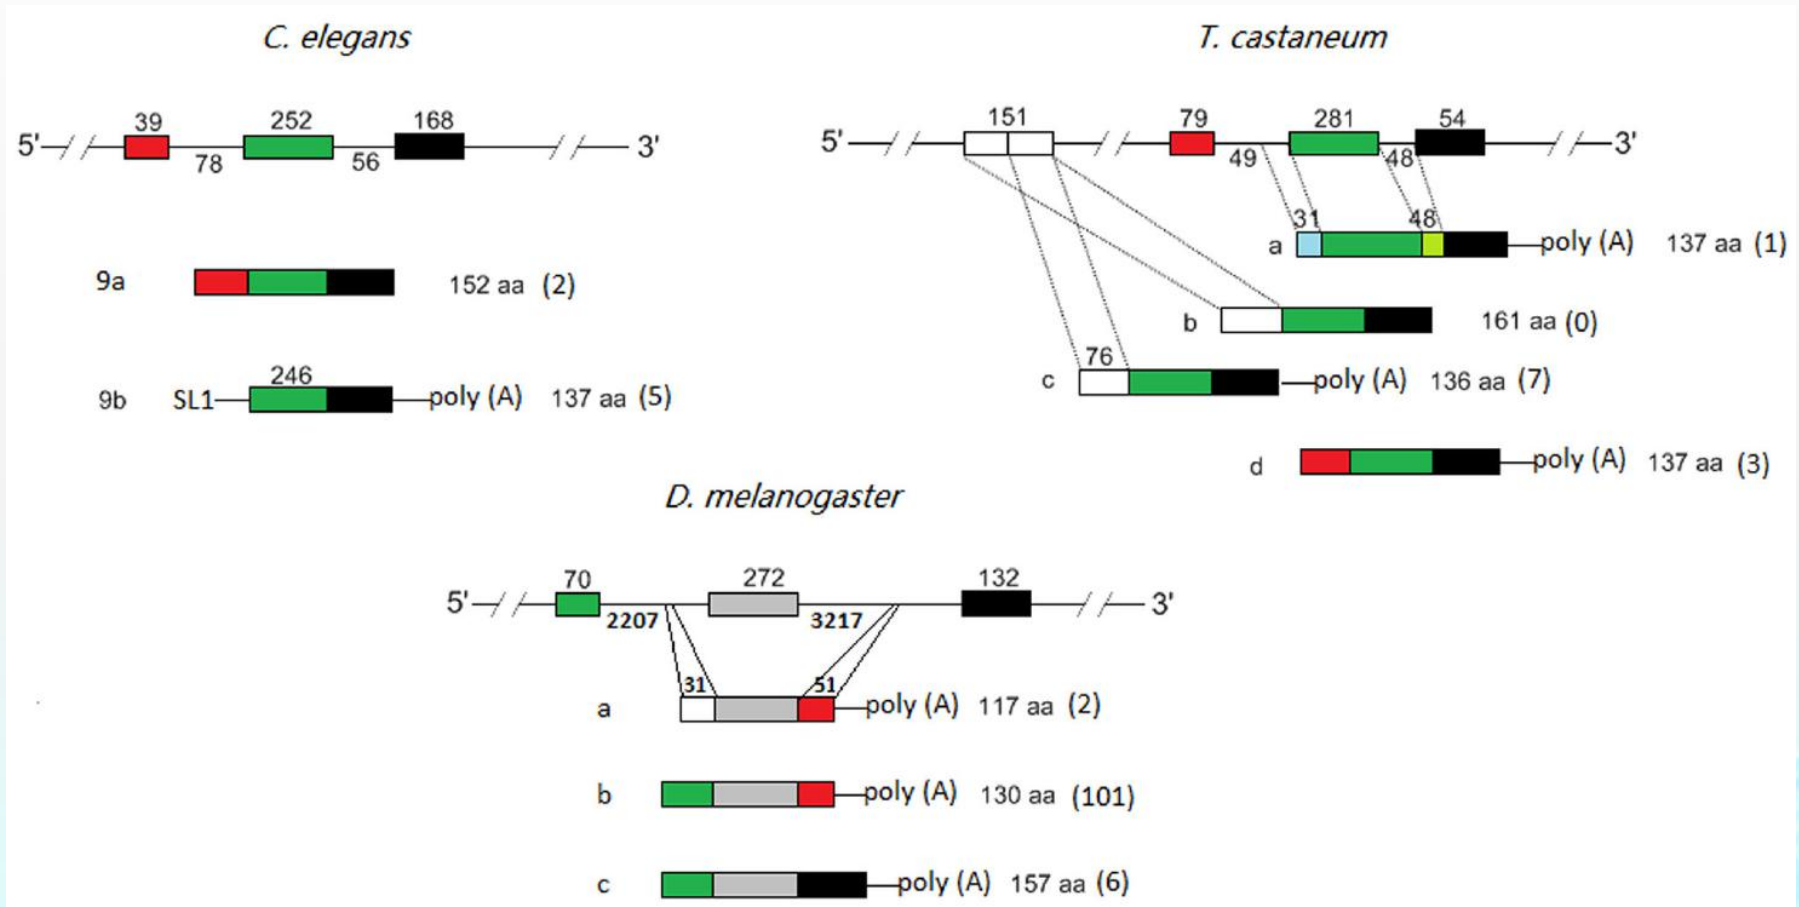 C. elegans
39 252 168
5' 3'
78 56
9a 152 aa (2)
246
9b SL1 poly (A) 137 aa (5)
T. castaneum
151 79 281 54
5' 3'
49 48
31 48
a poly (A) 137 aa (1)
b 161 aa (0)
76
c poly (A) 136 aa (7)
d poly (A) 137 aa (3)
D. melanogaster
70 272 132
5' 3'
2207 3217
31 51
a poly (A) 117 aa (2)
b poly (A) 130 aa (101)
c poly (A) 157 aa (6)